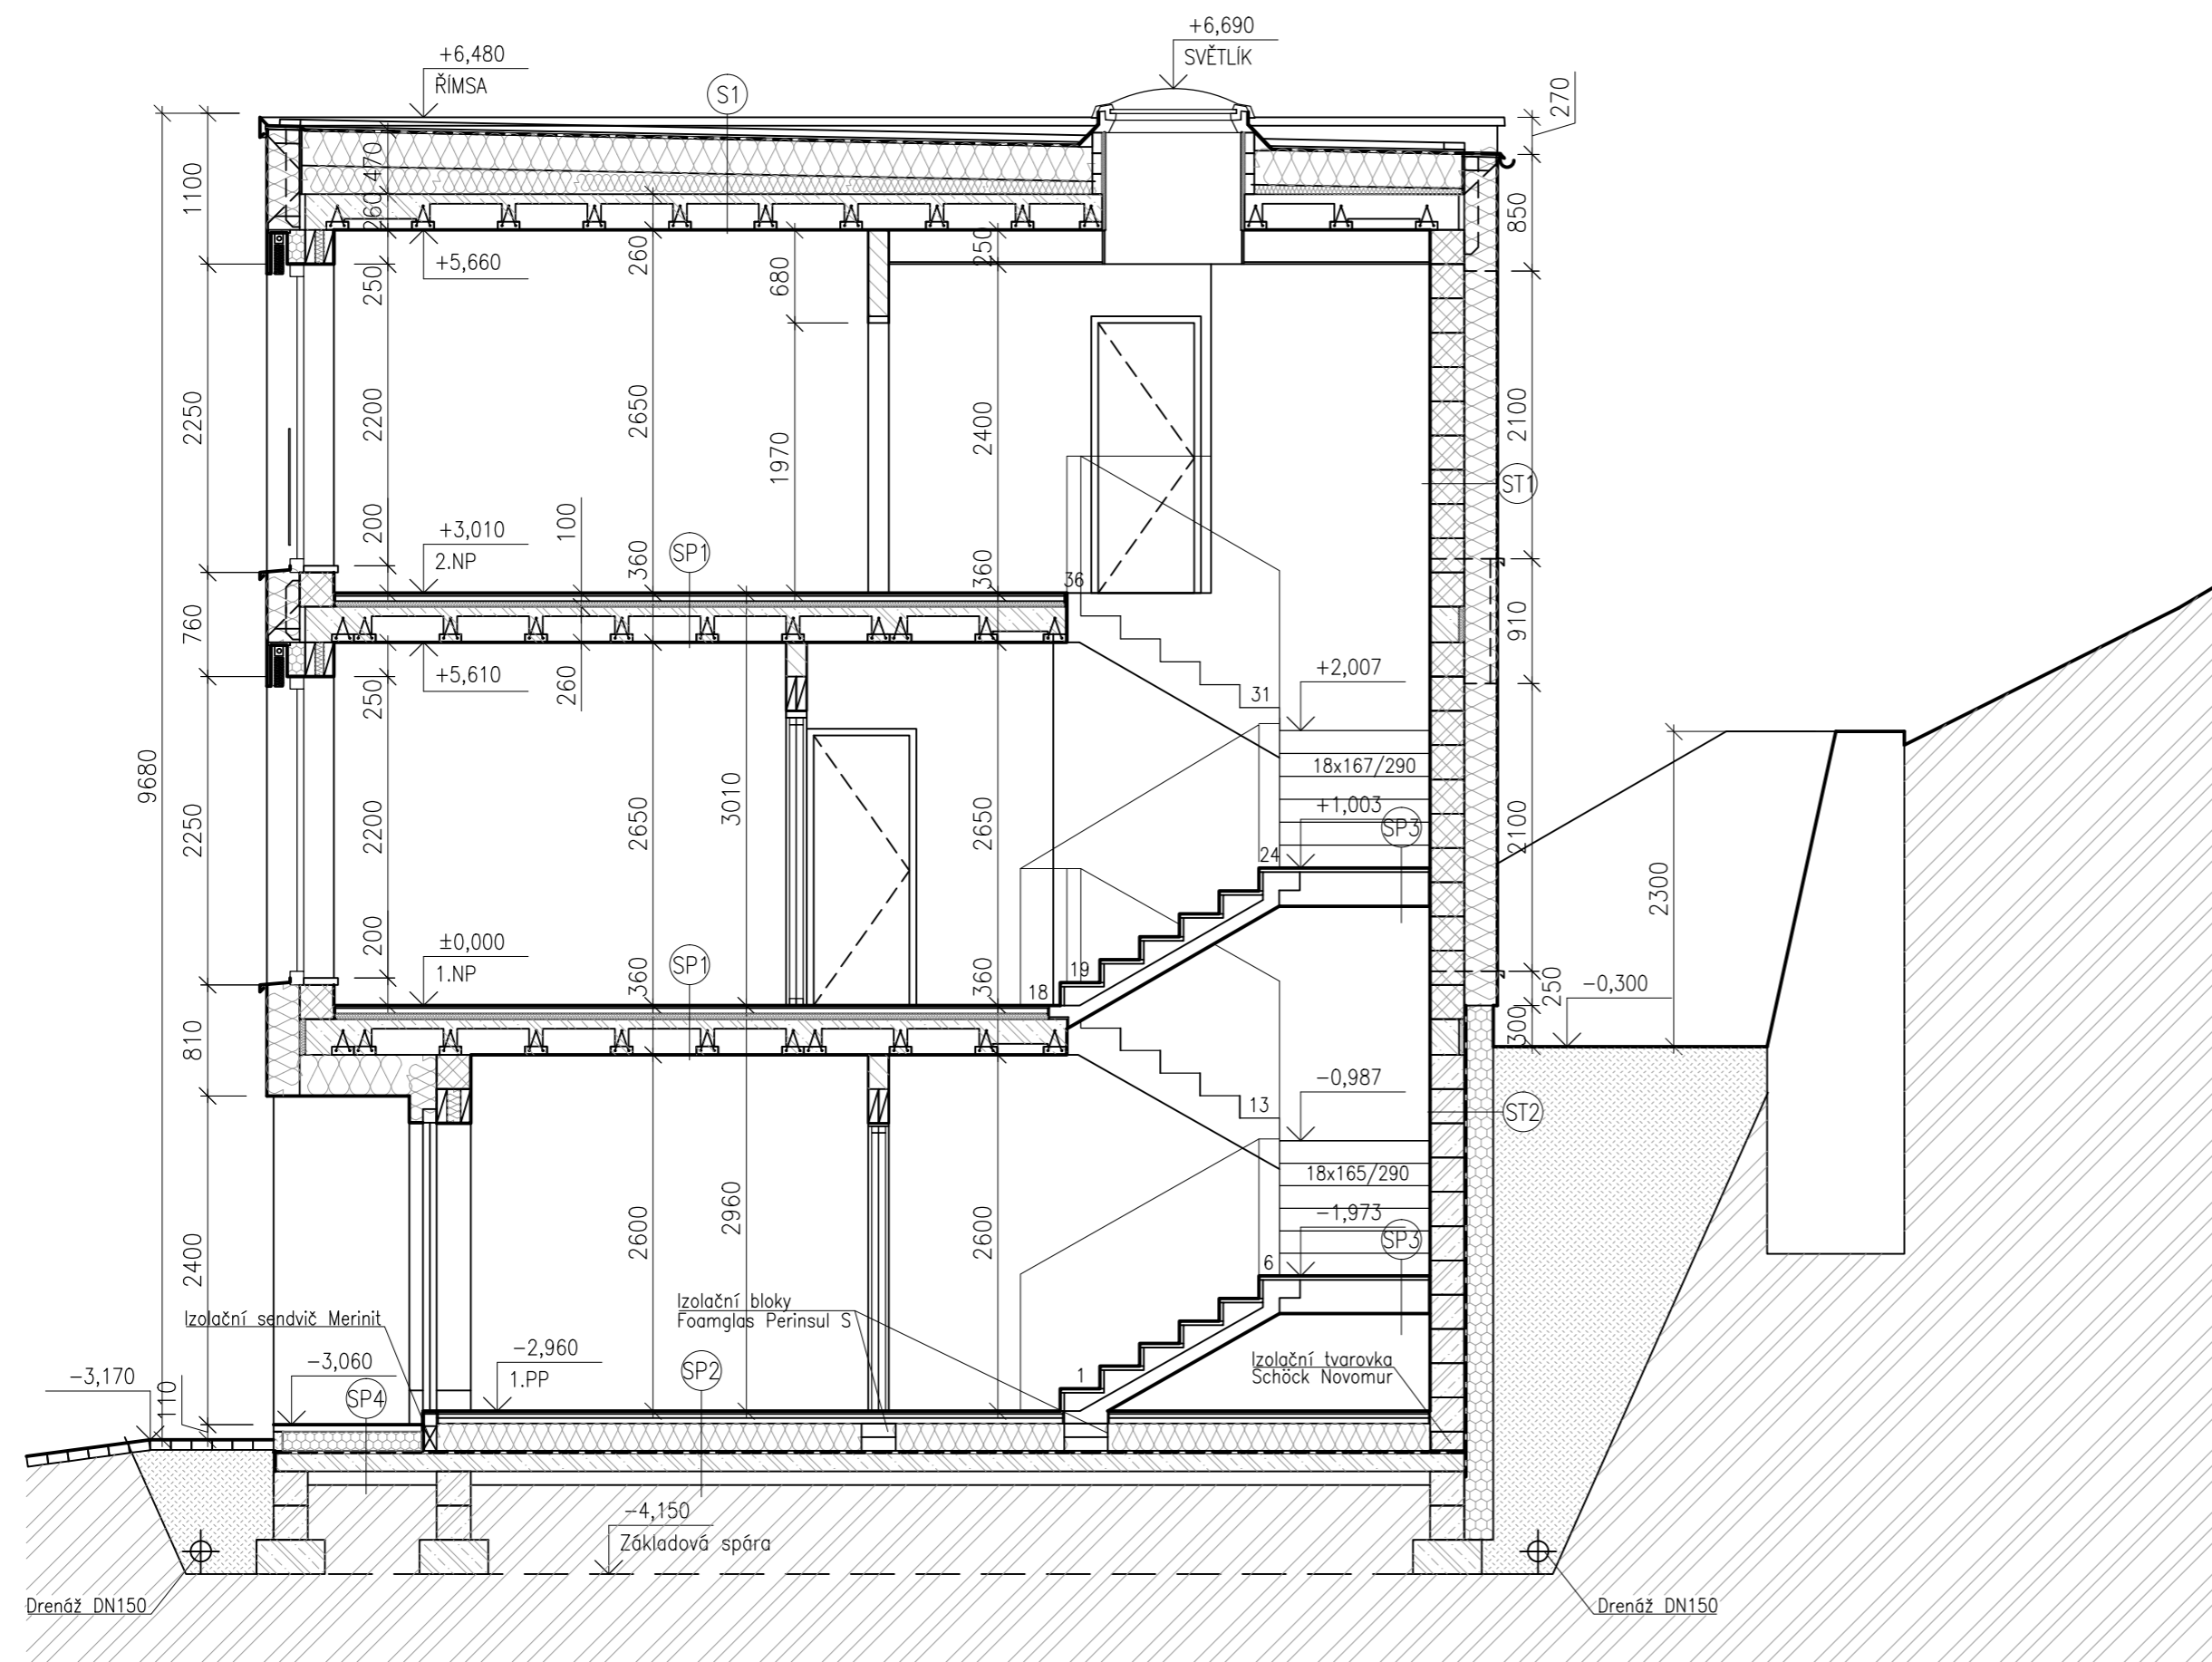 +6,690
SVĚTLÍK
+6,480
ŘÍMSA
S1
270
1100
470
260
850
+5,660
250
260
680
250
2250
2200
2650
1970
2400
2100
ST1
200
+3,010
2.NP
100
SP1
360
360
36
760
910
+5,610
250
260
31
+2,007
18x167/290
9680
2250
2200
2650
3010
2650
+1,003
SP3
2100
24
2300
200
±0,000
1.NP
SP1
360
360
19
18
250
300
-0,300
810
13
-0,987
ST2
18x165/290
2400
2600
2960
2600
-1,973
SP3
6
Izolační sendvič Merinit
Izolační bloky
Foamglas Perinsul S
Izolační tvarovka
Schöck Novomur
-3,170
110
-3,060
SP4
-2,960
1.PP
SP2
1
-4,150
Základová spára
Drenáž DN150
Drenáž DN150